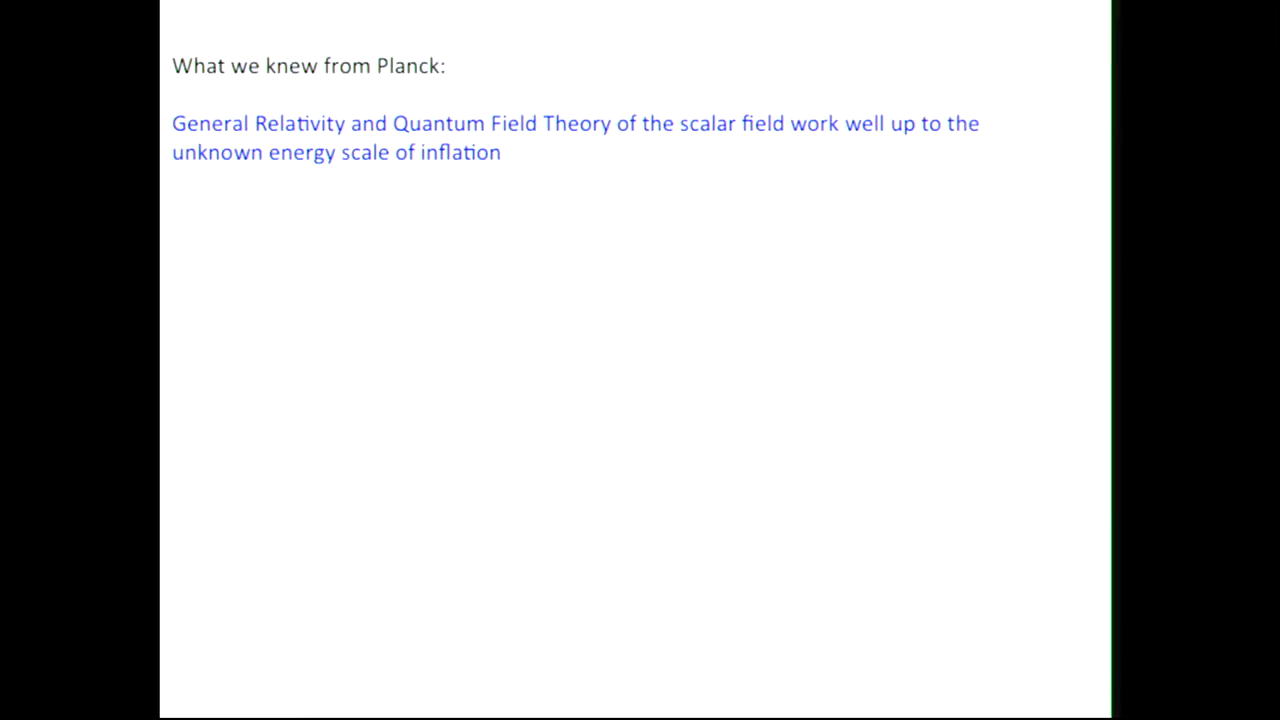 What we knew from Planck:
General Relativity and Quantum Field Theory of the scalar field work well up to the
unknown energy scale of inflation